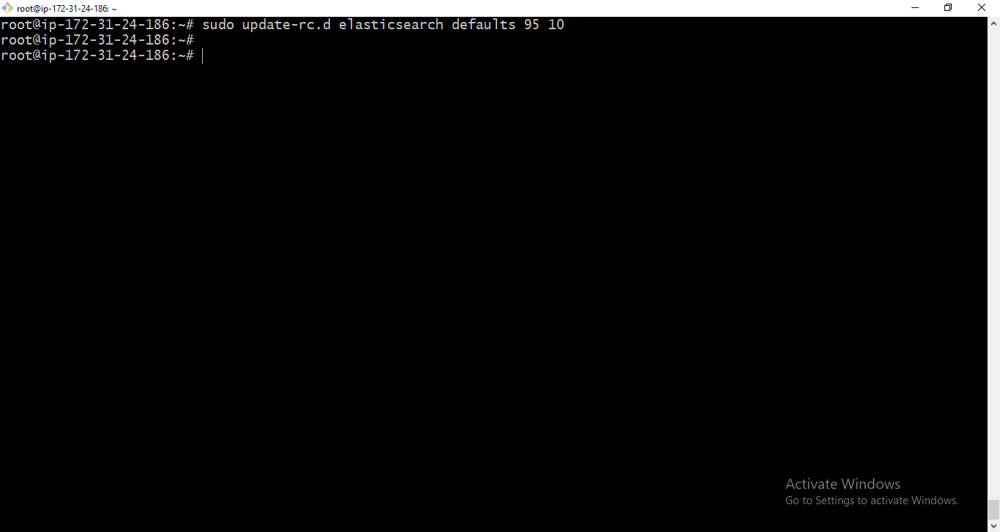 root@ip-172-31-24-186: ~
root@ip-172-31-24-186:~# sudo update-rc.d elasticsearch defaults 95 10
root@ip-172-31-24-186:~#
root@ip-172-31-24-186:~#
Activate Windows
Go to Settings to activate Windows.